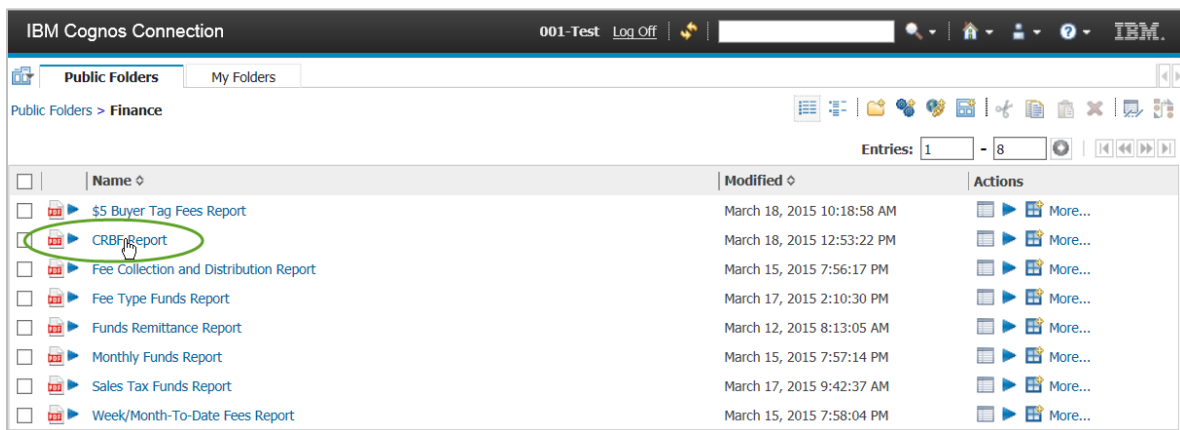 IBM Cognos Connection 001-Test Log Off IBM.
Public Folders My Folders
Public Folders > Finance
Entries: 1 - 8
Name Modified Actions
$5 Buyer Tag Fees Report March 18, 2015 10:18:58 AM More...
CRBF Report March 18, 2015 12:53:22 PM More...
Fee Collection and Distribution Report March 15, 2015 7:56:17 PM More...
Fee Type Funds Report March 17, 2015 2:10:30 PM More...
Funds Remittance Report March 12, 2015 8:13:05 AM More...
Monthly Funds Report March 15, 2015 7:57:14 PM More...
Sales Tax Funds Report March 17, 2015 9:42:37 AM More...
Week/Month-To-Date Fees Report March 15, 2015 7:58:04 PM More...